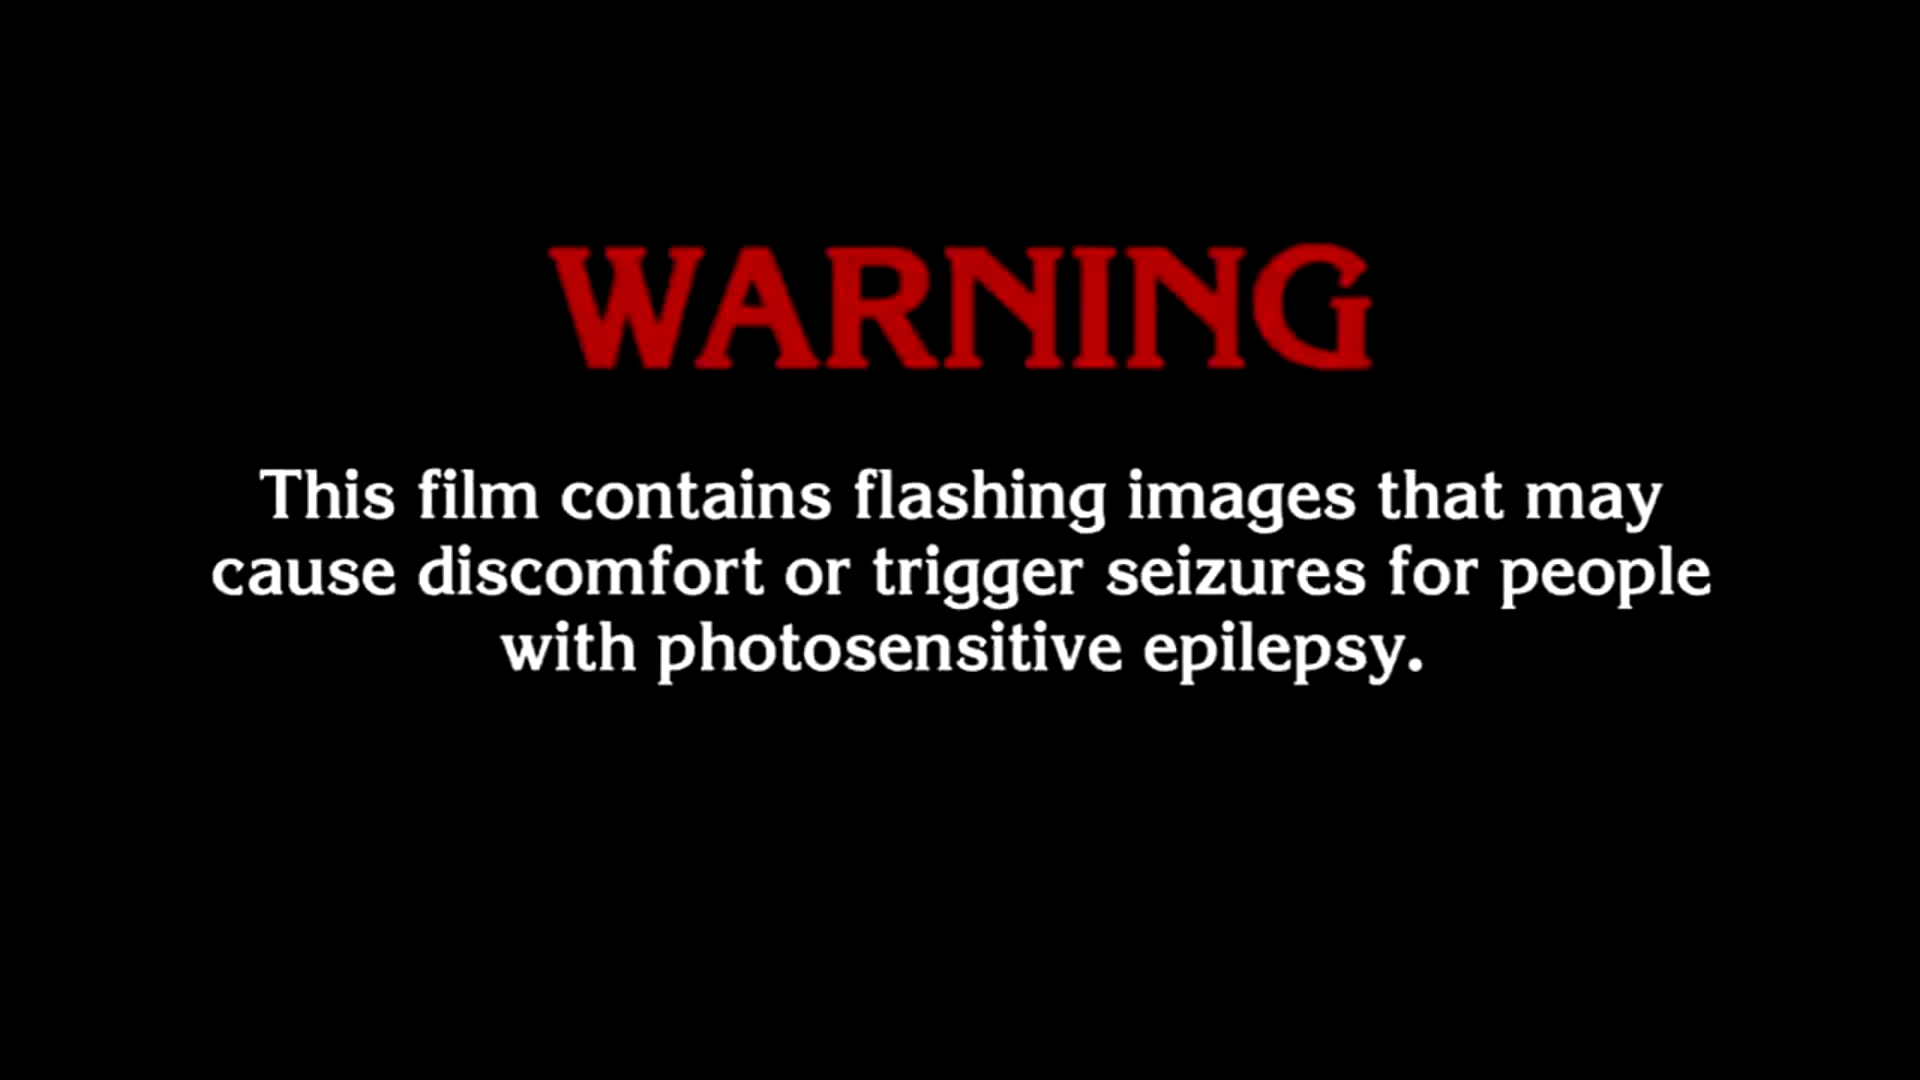 WARNING
This film contains flashing images that may
cause discomfort or trigger seizures for people
with photosensitive epilepsy.